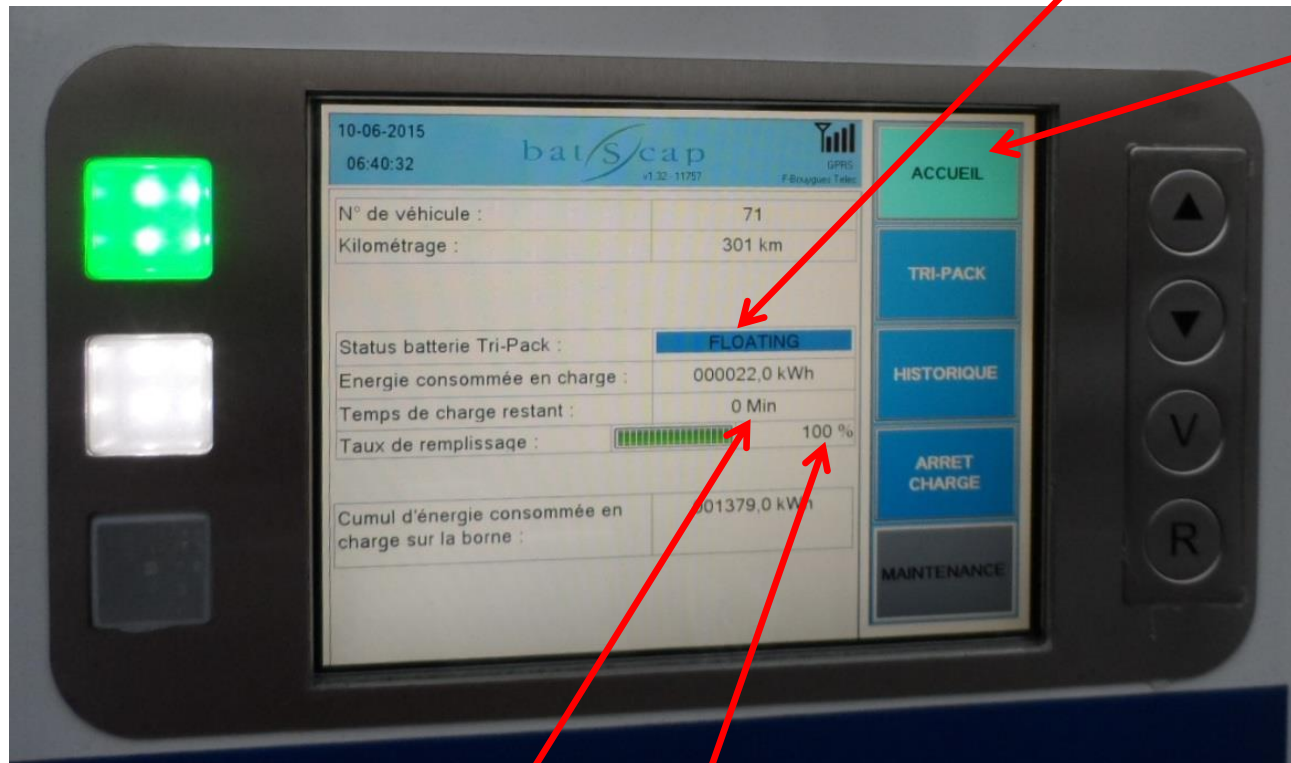 10-06-2015
06:40:32
batScap
v1.32- 11757
GPRS
F-Bouygues Telec
N° de véhicule : 71
Kilométrage : 301 km
Status batterie Tri-Pack : FLOATING
Energie consommée en charge : 000022,0 kWh
Temps de charge restant : 0 Min
Taux de remplissage : 100 %
Cumul d'énergie consommée en
charge sur la borne :
001379,0 kWh
ACCUEIL
TRI-PACK
HISTORIQUE
ARRET
CHARGE
MAINTENANCE
V
R